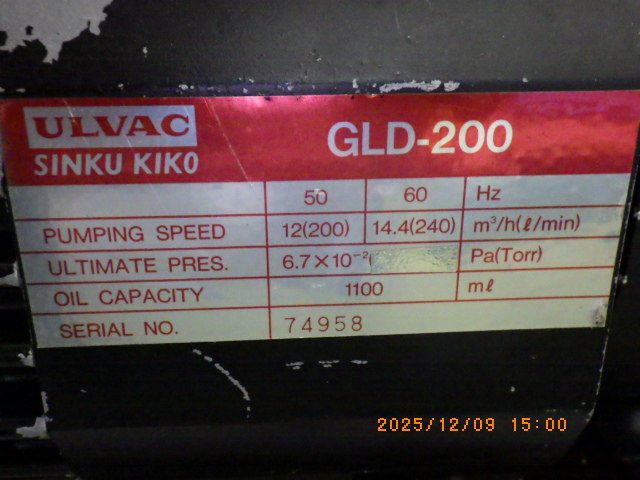 ULVAC
SINKU KIKO
GLD-200
50 60 Hz
PUMPING SPEED 12(200) 14.4(240) m³/h(ℓ/min)
ULTIMATE PRES. 6.7×10⁻² Pa(Torr)
OIL CAPACITY 1100 mℓ
SERIAL NO. 74958
2025/12/09 15:00